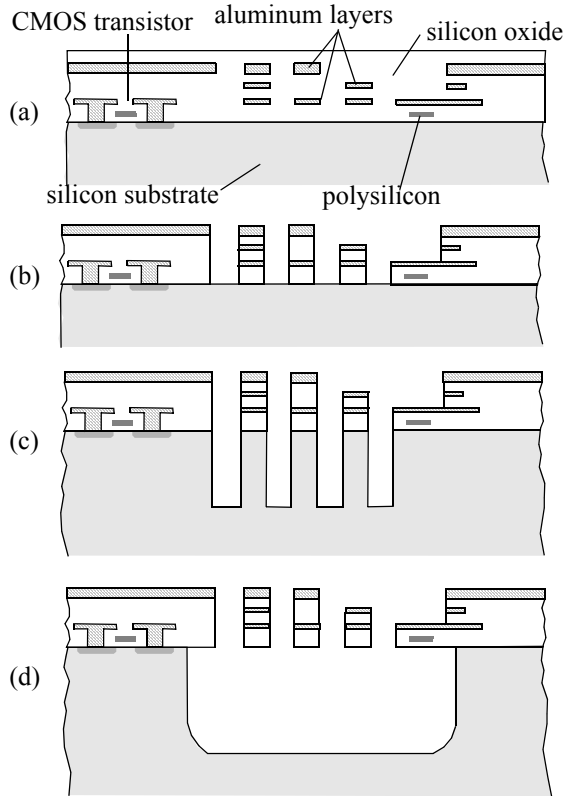 CMOS transistor
aluminum layers
silicon oxide
(a)
silicon substrate
polysilicon
(b)
(c)
(d)